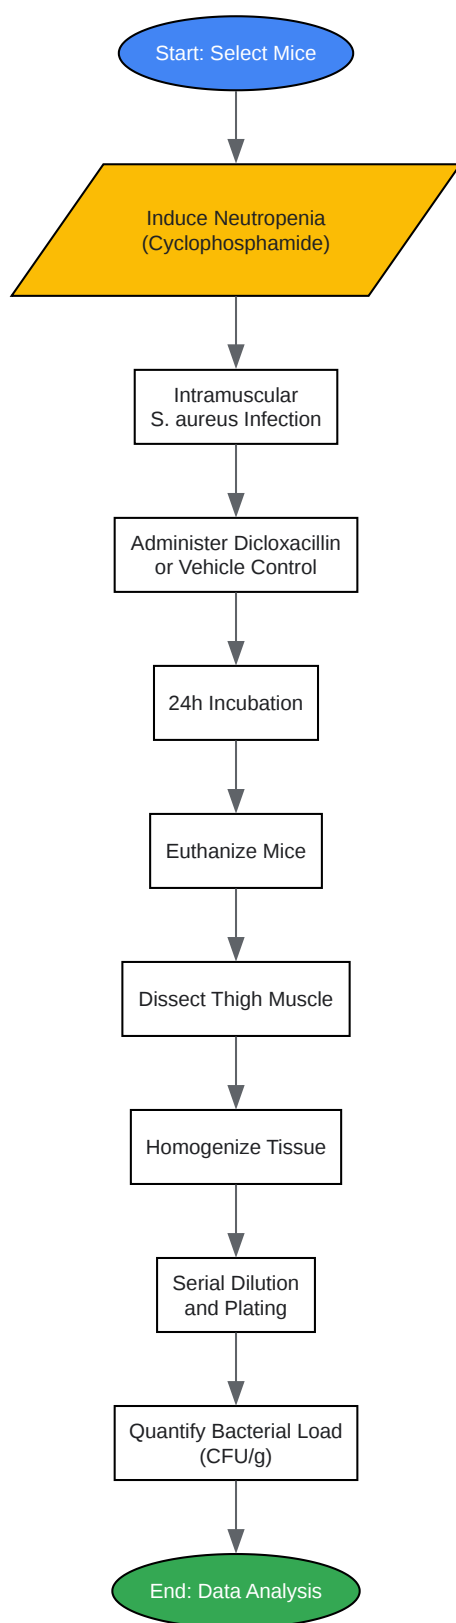 Start: Select Mice
Induce Neutropenia
(Cyclophosphamide)
Intramuscular
S. aureus Infection
Administer Dicloxacillin
or Vehicle Control
24h Incubation
Euthanize Mice
Dissect Thigh Muscle
Homogenize Tissue
Serial Dilution
and Plating
Quantify Bacterial Load
(CFU/g)
End: Data Analysis